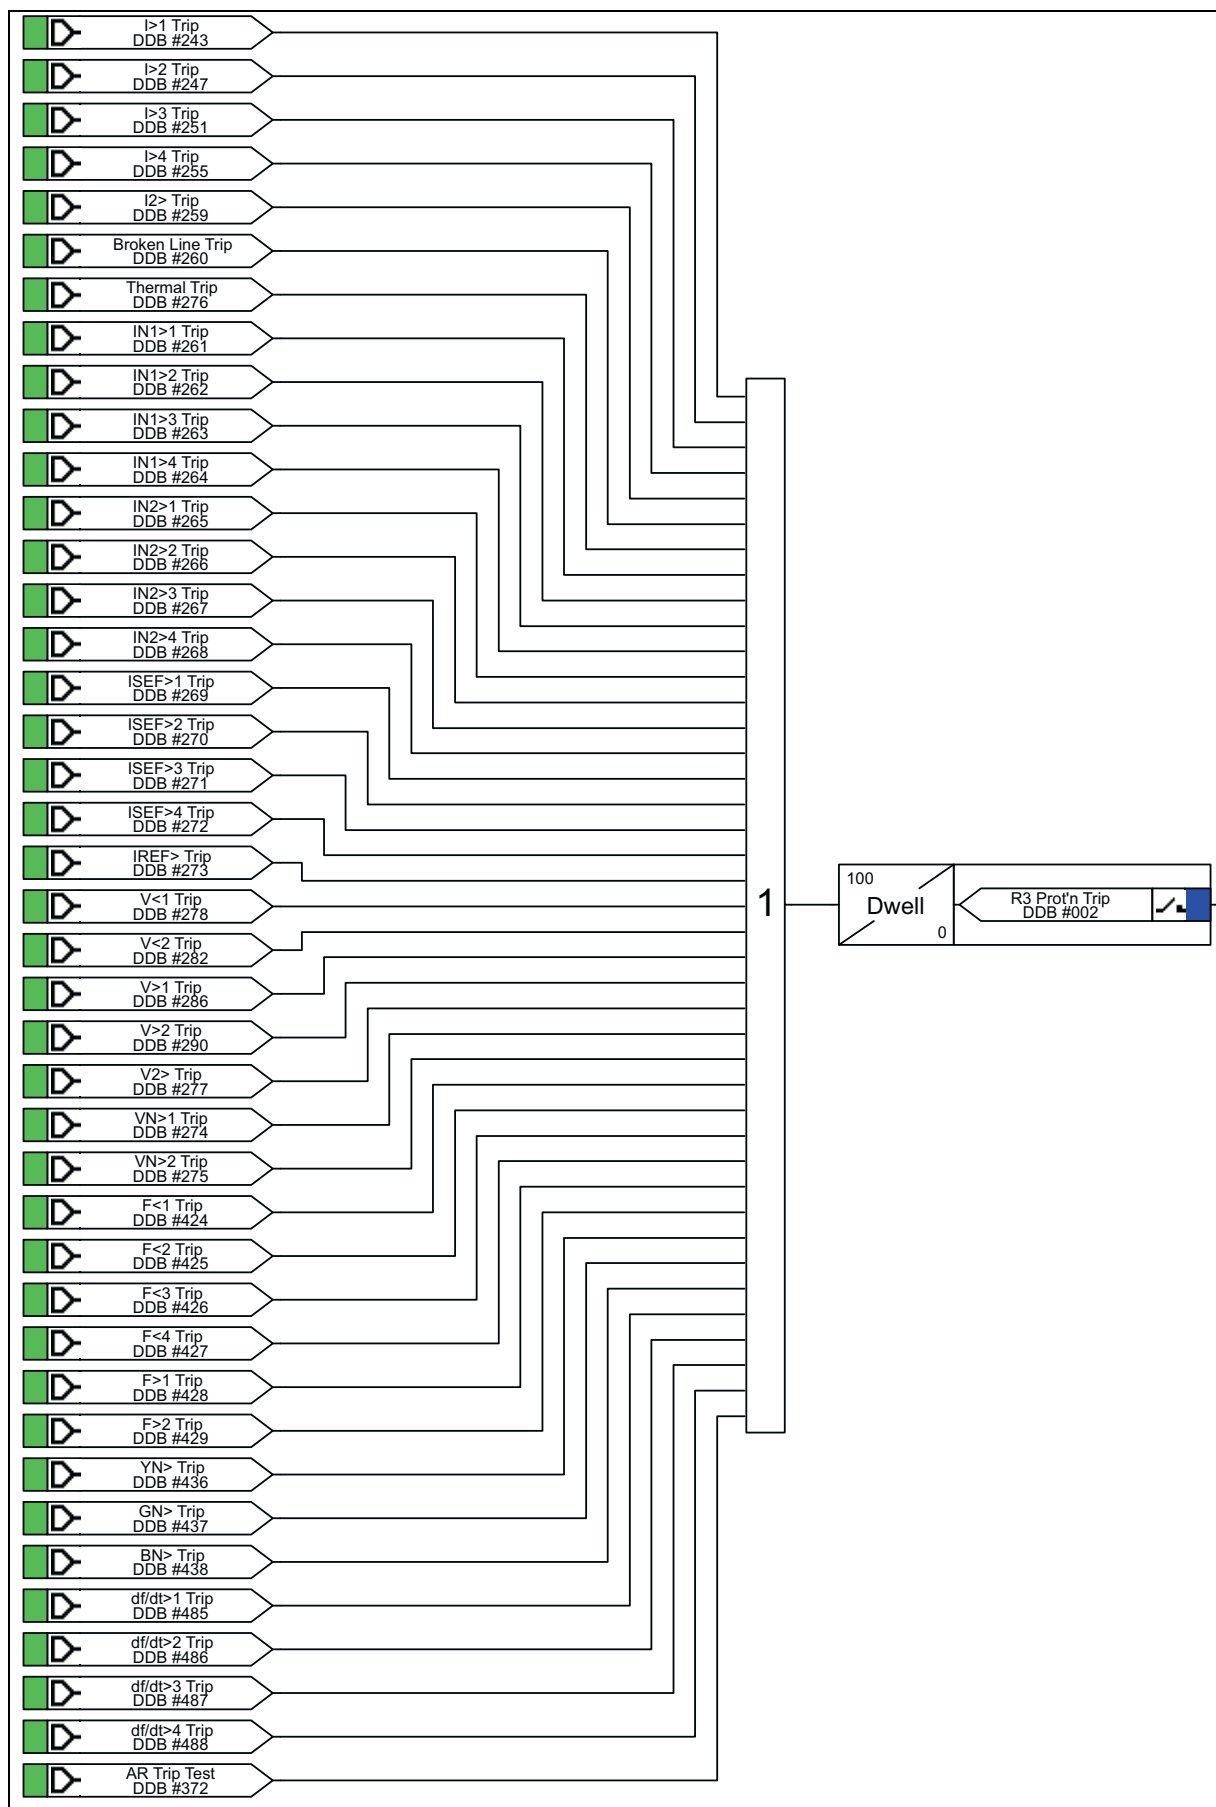 I>1 Trip
DDB #243
I>2 Trip
DDB #247
I>3 Trip
DDB #251
I>4 Trip
DDB #255
I2> Trip
DDB #259
Broken Line Trip
DDB #260
Thermal Trip
DDB #276
IN1>1 Trip
DDB #261
IN1>2 Trip
DDB #262
IN1>3 Trip
DDB #263
IN1>4 Trip
DDB #264
IN2>1 Trip
DDB #265
IN2>2 Trip
DDB #266
IN2>3 Trip
DDB #267
IN2>4 Trip
DDB #268
ISEF>1 Trip
DDB #269
ISEF>2 Trip
DDB #270
ISEF>3 Trip
DDB #271
ISEF>4 Trip
DDB #272
IREF> Trip
DDB #273
V<1 Trip
DDB #278
V<2 Trip
DDB #282
V>1 Trip
DDB #286
V>2 Trip
DDB #290
V2> Trip
DDB #277
VN>1 Trip
DDB #274
VN>2 Trip
DDB #275
F<1 Trip
DDB #424
F<2 Trip
DDB #425
F<3 Trip
DDB #426
F<4 Trip
DDB #427
F>1 Trip
DDB #428
F>2 Trip
DDB #429
YN> Trip
DDB #436
GN> Trip
DDB #437
BN> Trip
DDB #438
df/dt>1 Trip
DDB #485
df/dt>2 Trip
DDB #486
df/dt>3 Trip
DDB #487
df/dt>4 Trip
DDB #488
AR Trip Test
DDB #372
1
100
Dwell
0
R3 Prot'n Trip
DDB #002